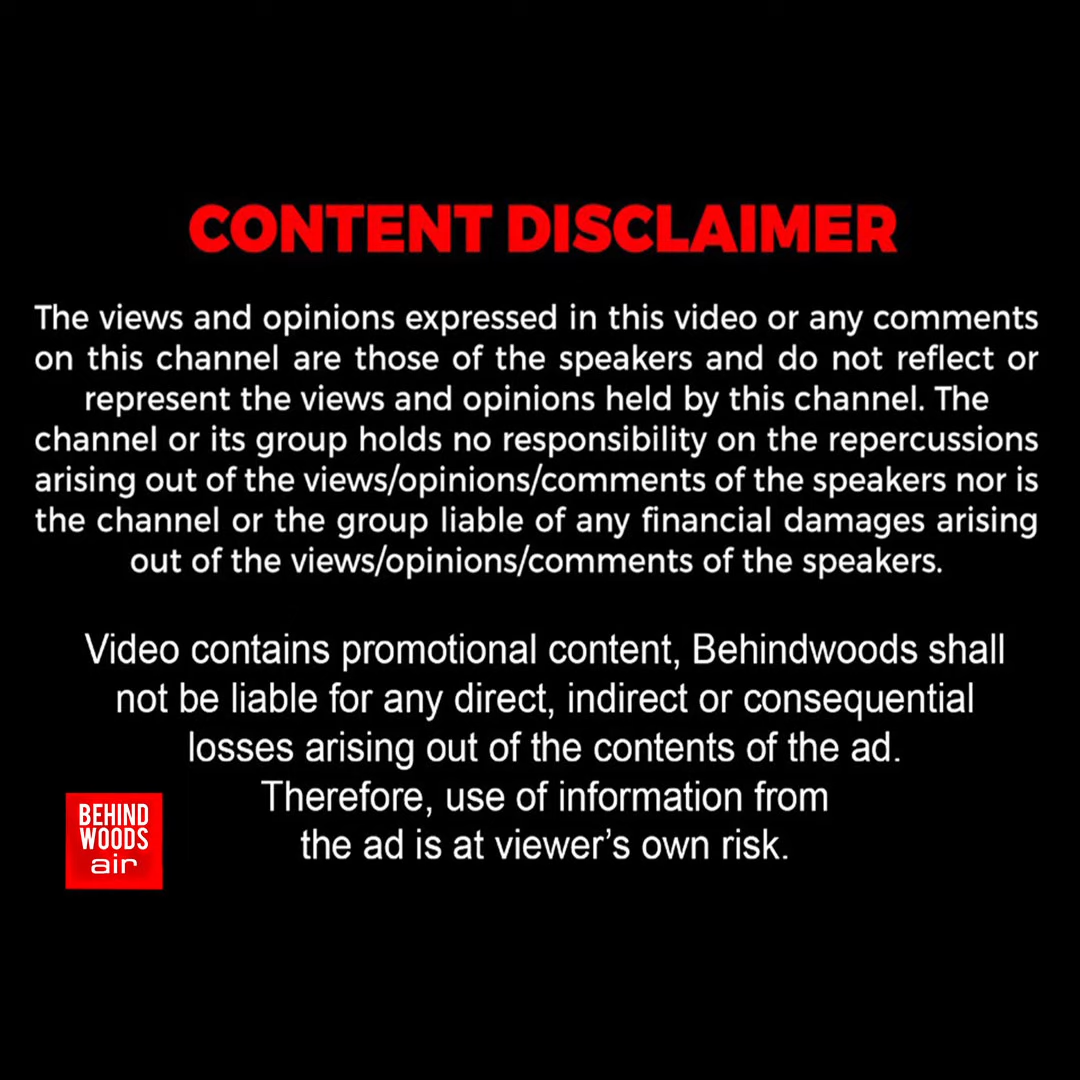 CONTENT DISCLAIMER
The views and opinions expressed in this video or any comments
on this channel are those of the speakers and do not reflect or
represent the views and opinions held by this channel. The
channel or its group holds no responsibility on the repercussions
arising out of the views/opinions/comments of the speakers nor is
the channel or the group liable of any financial damages arising
out of the views/opinions/comments of the speakers.
Video contains promotional content, Behindwoods shall
not be liable for any direct, indirect or consequential
losses arising out of the contents of the ad.
Therefore, use of information from
the ad is at viewer’s own risk.
BEHIND
WOODS
air